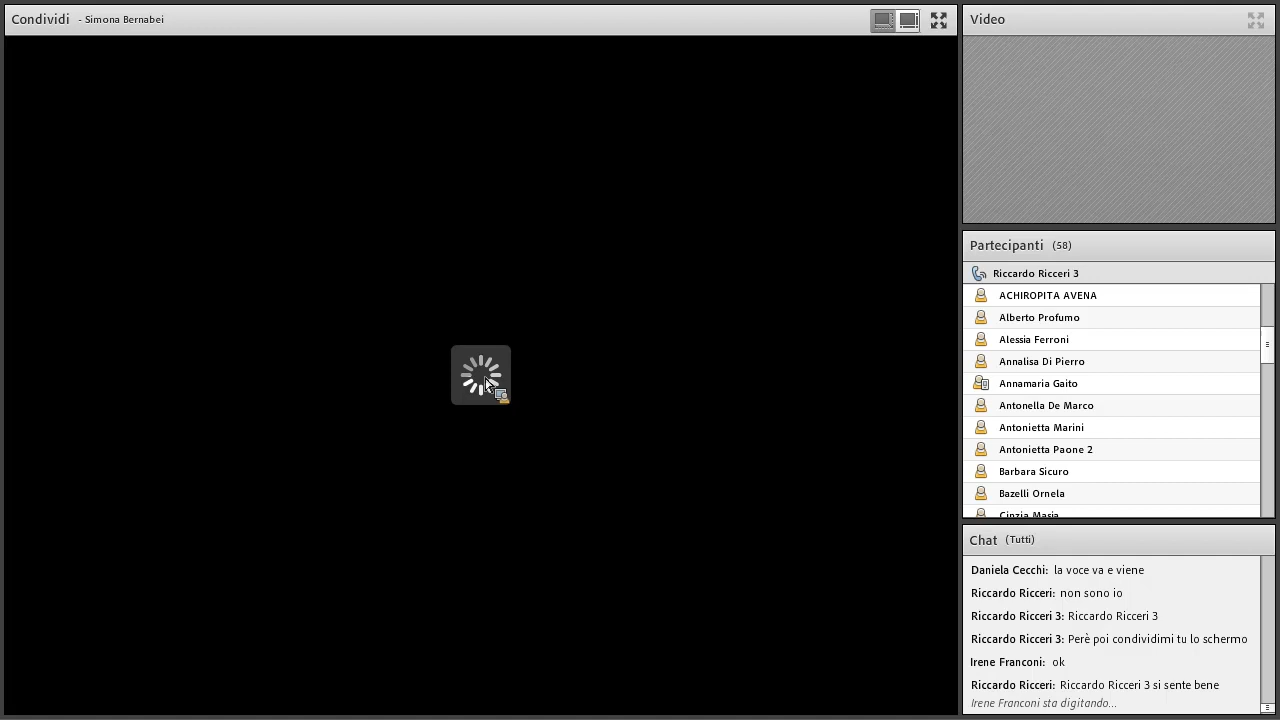 Condividi - Simona Bernabei
Video
Partecipanti (58)
Riccardo Ricceri 3
ACHIROPITA AVENA
Alberto Profumo
Alessia Ferroni
Annalisa Di Pierro
Annamaria Gaito
Antonella De Marco
Antonietta Marini
Antonietta Paone 2
Barbara Sicuro
Bazelli Ornela
Cinzia Masia
Chat (Tutti)
Daniela Cecchi: la voce va e viene
Riccardo Ricceri: non sono io
Riccardo Ricceri 3: Riccardo Ricceri 3
Riccardo Ricceri 3: Perè poi condividimi tu lo schermo
Irene Franconi: ok
Riccardo Ricceri: Riccardo Ricceri 3 si sente bene
Irene Franconi sta digitando...